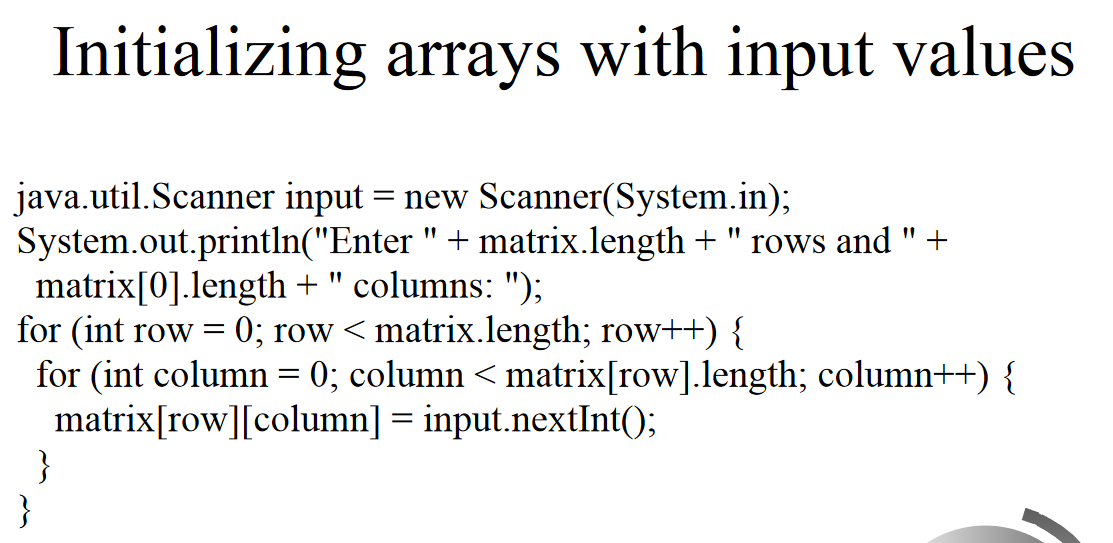 Initializing arrays with input values
java.util.Scanner input = new Scanner(System.in);
System.out.println("Enter " + matrix.length + " rows and " +
matrix[0].length + " columns: ");
for (int row = 0; row < matrix.length; row++) {
for (int column = 0; column < matrix[row].length; column++) {
matrix[row][column] = input.nextInt();
}
}